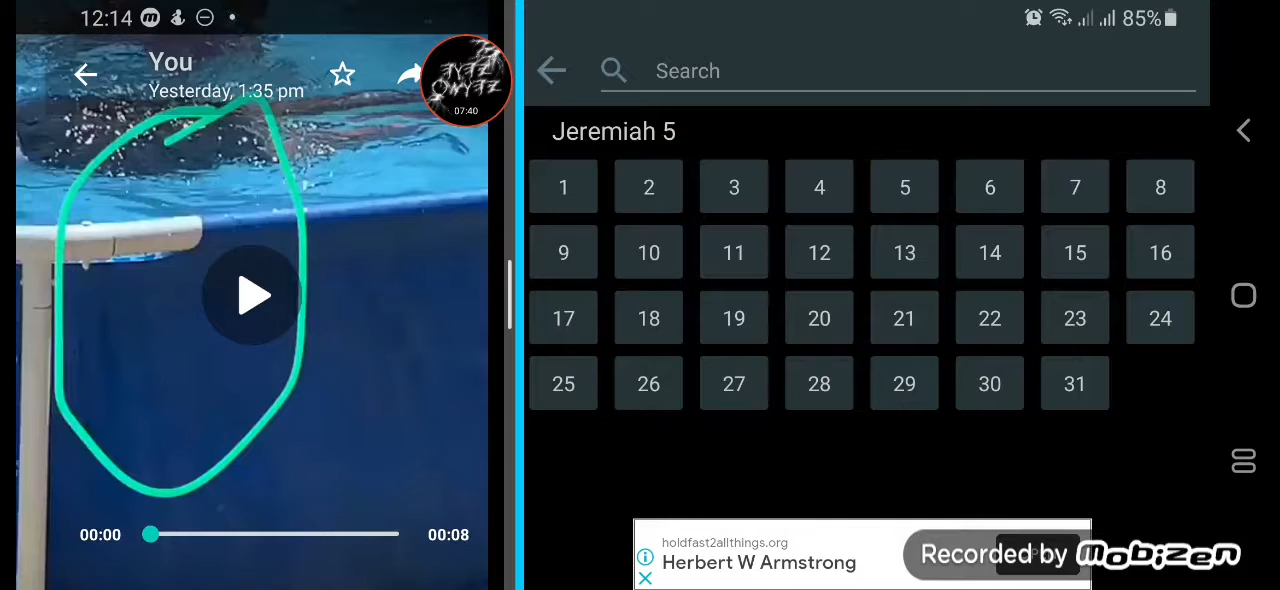 12:14
85%
You
Yesterday, 1:35 pm
07:40
00:00
00:08
Search
Jeremiah 5
1 2 3 4 5 6 7 8
9 10 11 12 13 14 15 16
17 18 19 20 21 22 23 24
25 26 27 28 29 30 31
holdfast2allthings.org
Herbert W Armstrong
Recorded by Mobizen